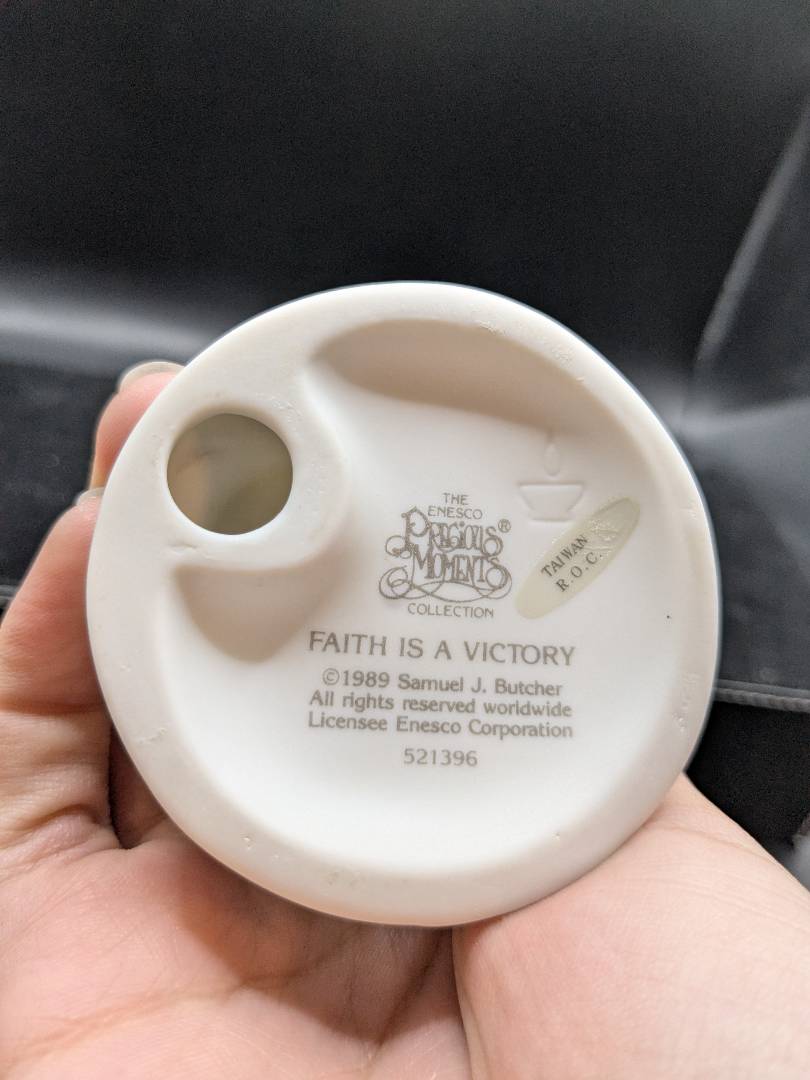 THE
ENESCO
PRECIOUS ®
MOMENTS
COLLECTION
TAIWAN
R.O.C.
FAITH IS A VICTORY
©1989 Samuel J. Butcher
All rights reserved worldwide
Licensee Enesco Corporation
521396